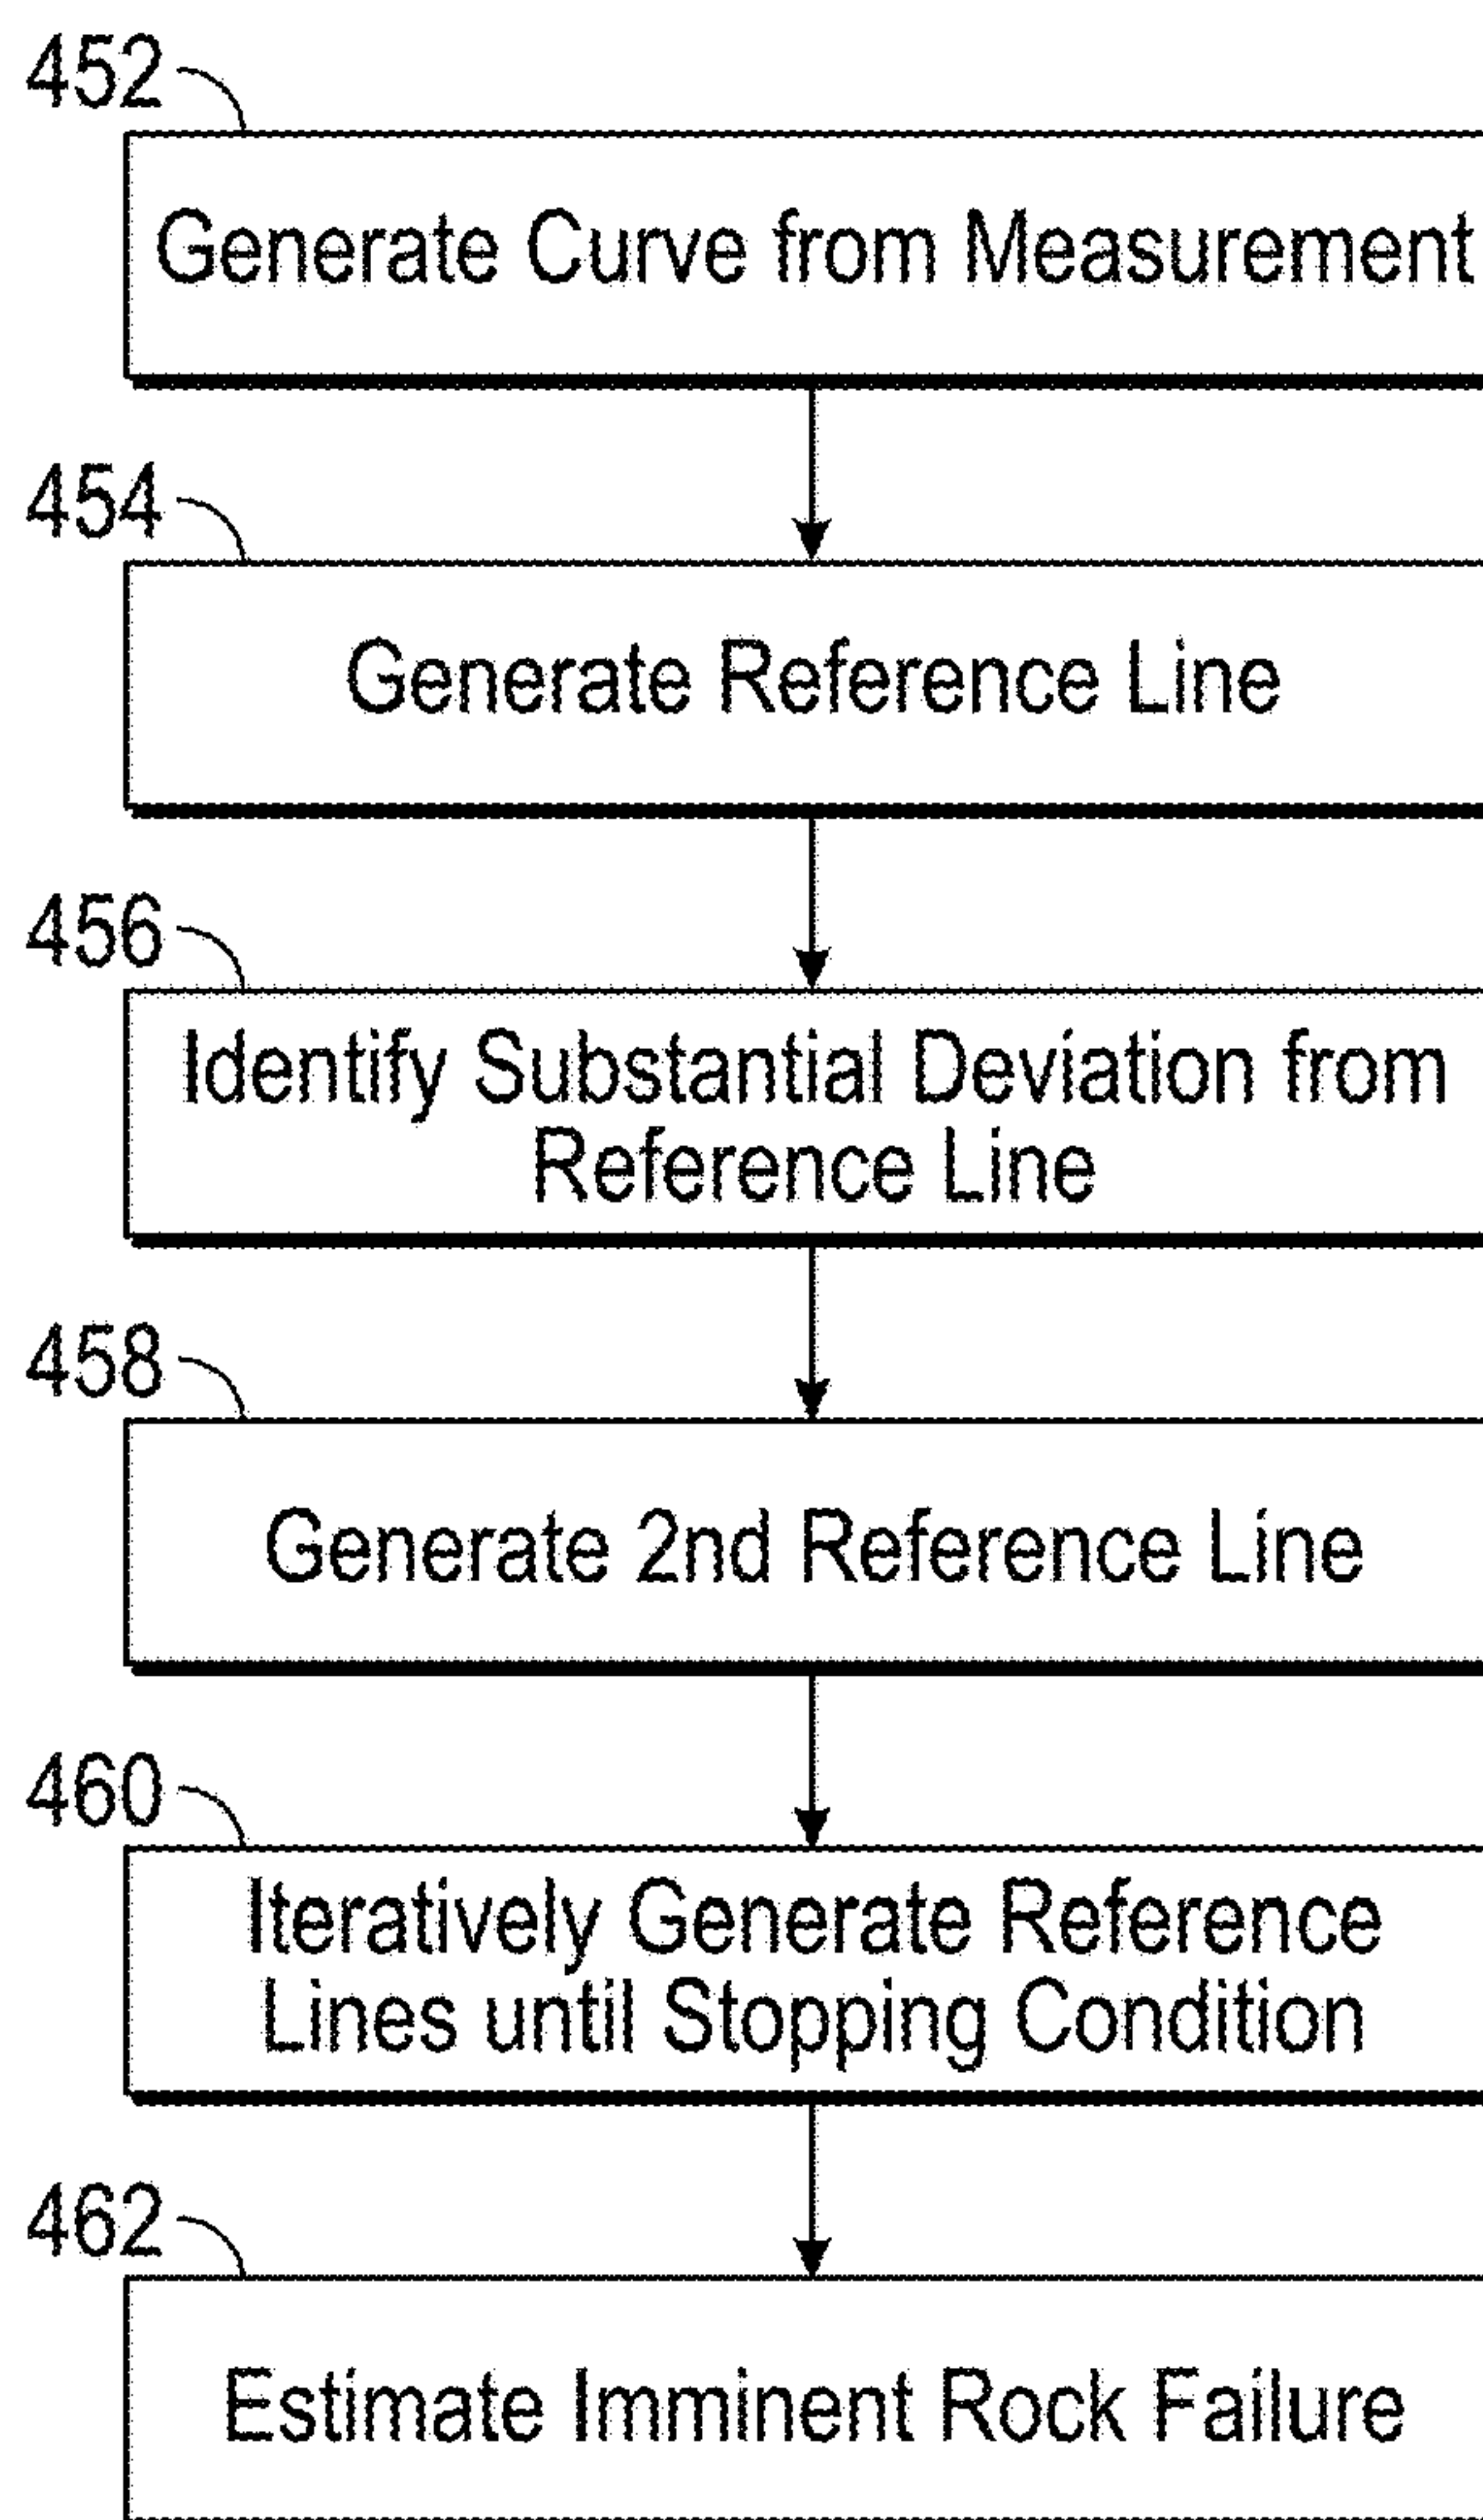 452
Generate Curve from Measurement
454
Generate Reference Line
456
Identify Substantial Deviation from
Reference Line
458
Generate 2nd Reference Line
460
Iteratively Generate Reference
Lines until Stopping Condition
462
Estimate Imminent Rock Failure